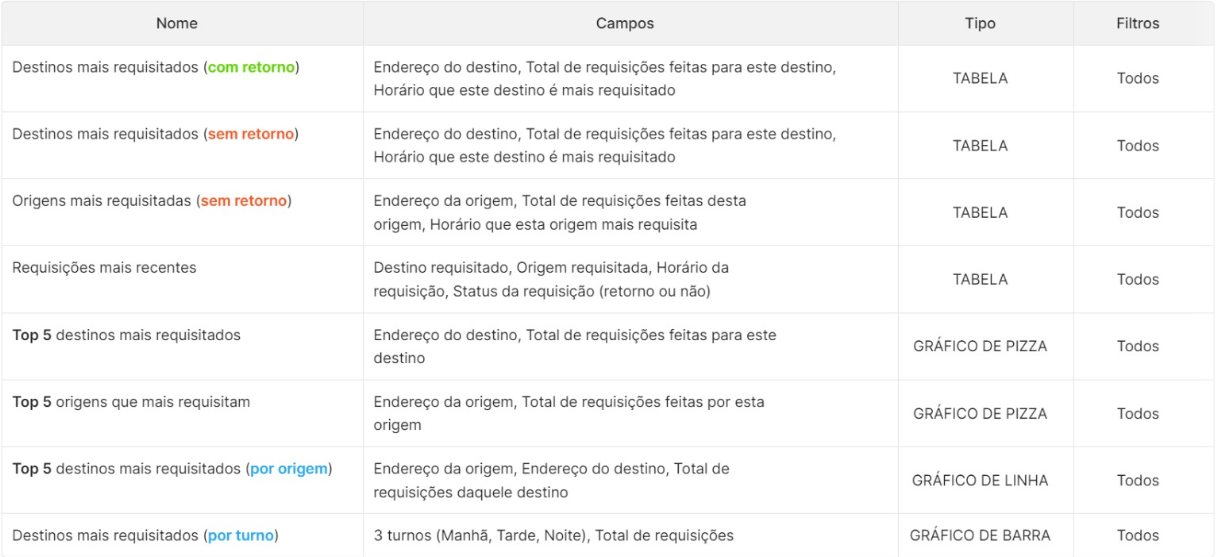 Nome Campos Tipo Filtros
Destinos mais requisitados (com retorno)
Endereço do destino, Total de requisições feitas para este destino,
Horário que este destino é mais requisitado
TABELA
Todos
Destinos mais requisitados (sem retorno)
Endereço do destino, Total de requisições feitas para este destino,
Horário que este destino é mais requisitado
TABELA
Todos
Origens mais requisitadas (sem retorno)
Endereço da origem, Total de requisições feitas desta
origem, Horário que esta origem mais requisita
TABELA
Todos
Requisições mais recentes
Destino requisitado, Origem requisitada, Horário da
requisição, Status da requisição (retorno ou não)
TABELA
Todos
Top 5 destinos mais requisitados
Endereço do destino, Total de requisições feitas para este
destino
GRÁFICO DE PIZZA
Todos
Top 5 origens que mais requisitam
Endereço da origem, Total de requisições feitas por esta
origem
GRÁFICO DE PIZZA
Todos
Top 5 destinos mais requisitados (por origem)
Endereço da origem, Endereço do destino, Total de
requisições daquele destino
GRÁFICO DE LINHA
Todos
Destinos mais requisitados (por turno)
3 turnos (Manhã, Tarde, Noite), Total de requisições
GRÁFICO DE BARRA
Todos